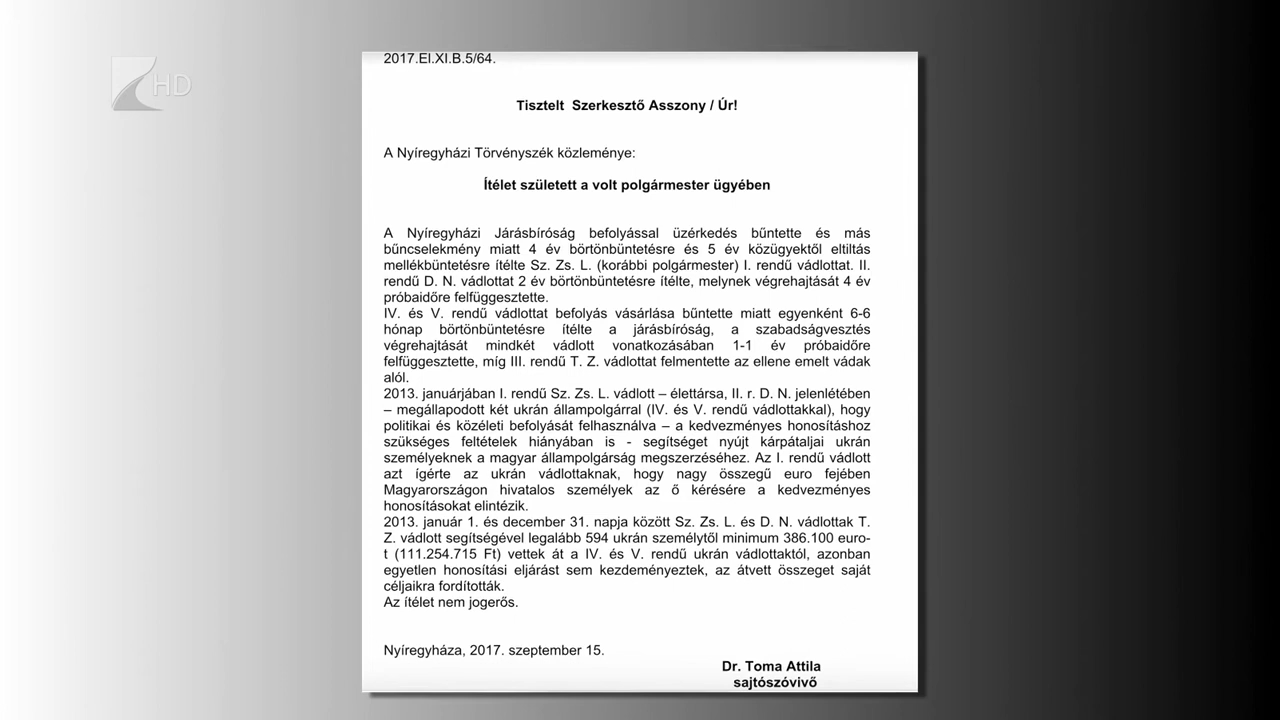 HD
2017.El.XI.B.5/64.
Tisztelt Szerkesztő Asszony / Úr!
A Nyíregyházi Törvényszék közleménye:
Ítélet született a volt polgármester ügyében
A Nyíregyházi Járásbíróság befolyással üzérkedés bűntette és más
bűncselekmény miatt 4 év börtönbüntetésre és 5 év közügyektől eltiltás
mellékbüntetésre ítélte Sz. Zs. L. (korábbi polgármester) I. rendű vádlottat. II.
rendű D. N. vádlottat 2 év börtönbüntetésre ítélte, melynek végrehajtását 4 év
próbaidőre felfüggesztette.
IV. és V. rendű vádlottat befolyás vásárlása bűntette miatt egyenként 6-6
hónap börtönbüntetésre ítélte a járásbíróság, a szabadságvesztés
végrehajtását mindkét vádlott vonatkozásában 1-1 év próbaidőre
felfüggesztette, míg III. rendű T. Z. vádlottat felmentette az ellene emelt vádak
alól.
2013. januárjában I. rendű Sz. Zs. L. vádlott – élettársa, II. r. D. N. jelenlétében
– megállapodott két ukrán állampolgárral (IV. és V. rendű vádlottakkal), hogy
politikai és közéleti befolyását felhasználva – a kedvezményes honosításhoz
szükséges feltételek hiányában is - segítséget nyújt kárpátaljai ukrán
személyeknek a magyar állampolgárság megszerzéséhez. Az I. rendű vádlott
azt ígérte az ukrán vádlottaknak, hogy nagy összegű euro fejében
Magyarországon hivatalos személyek az ő kérésére a kedvezményes
honosításokat elintézik.
2013. január 1. és december 31. napja között Sz. Zs. L. és D. N. vádlottak T.
Z. vádlott segítségével legalább 594 ukrán személytől minimum 386.100 euro-
t (111.254.715 Ft) vettek át a IV. és V. rendű ukrán vádlottaktól, azonban
egyetlen honosítási eljárást sem kezdeményeztek, az átvett összeget saját
céljaikra fordították.
Az ítélet nem jogerős.
Nyíregyháza, 2017. szeptember 15.
Dr. Toma Attila
sajtószóvivő